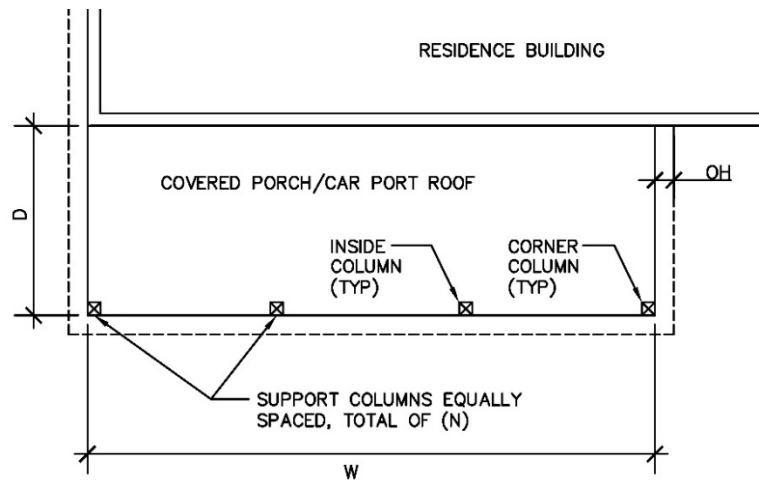 RESIDENCE BUILDING
COVERED PORCH/CAR PORT ROOF
OH
D
INSIDE
COLUMN
(TYP)
CORNER
COLUMN
(TYP)
SUPPORT COLUMNS EQUALLY
SPACED, TOTAL OF (N)
W